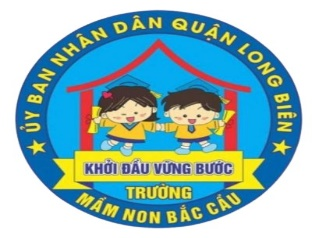 ỦY BAN NHÂN DÂN QUẬN LONG BIÊN
KHỞI ĐẦU VỮNG BƯỚC
TRƯỜNG
MẦM NON BẮC CẦU